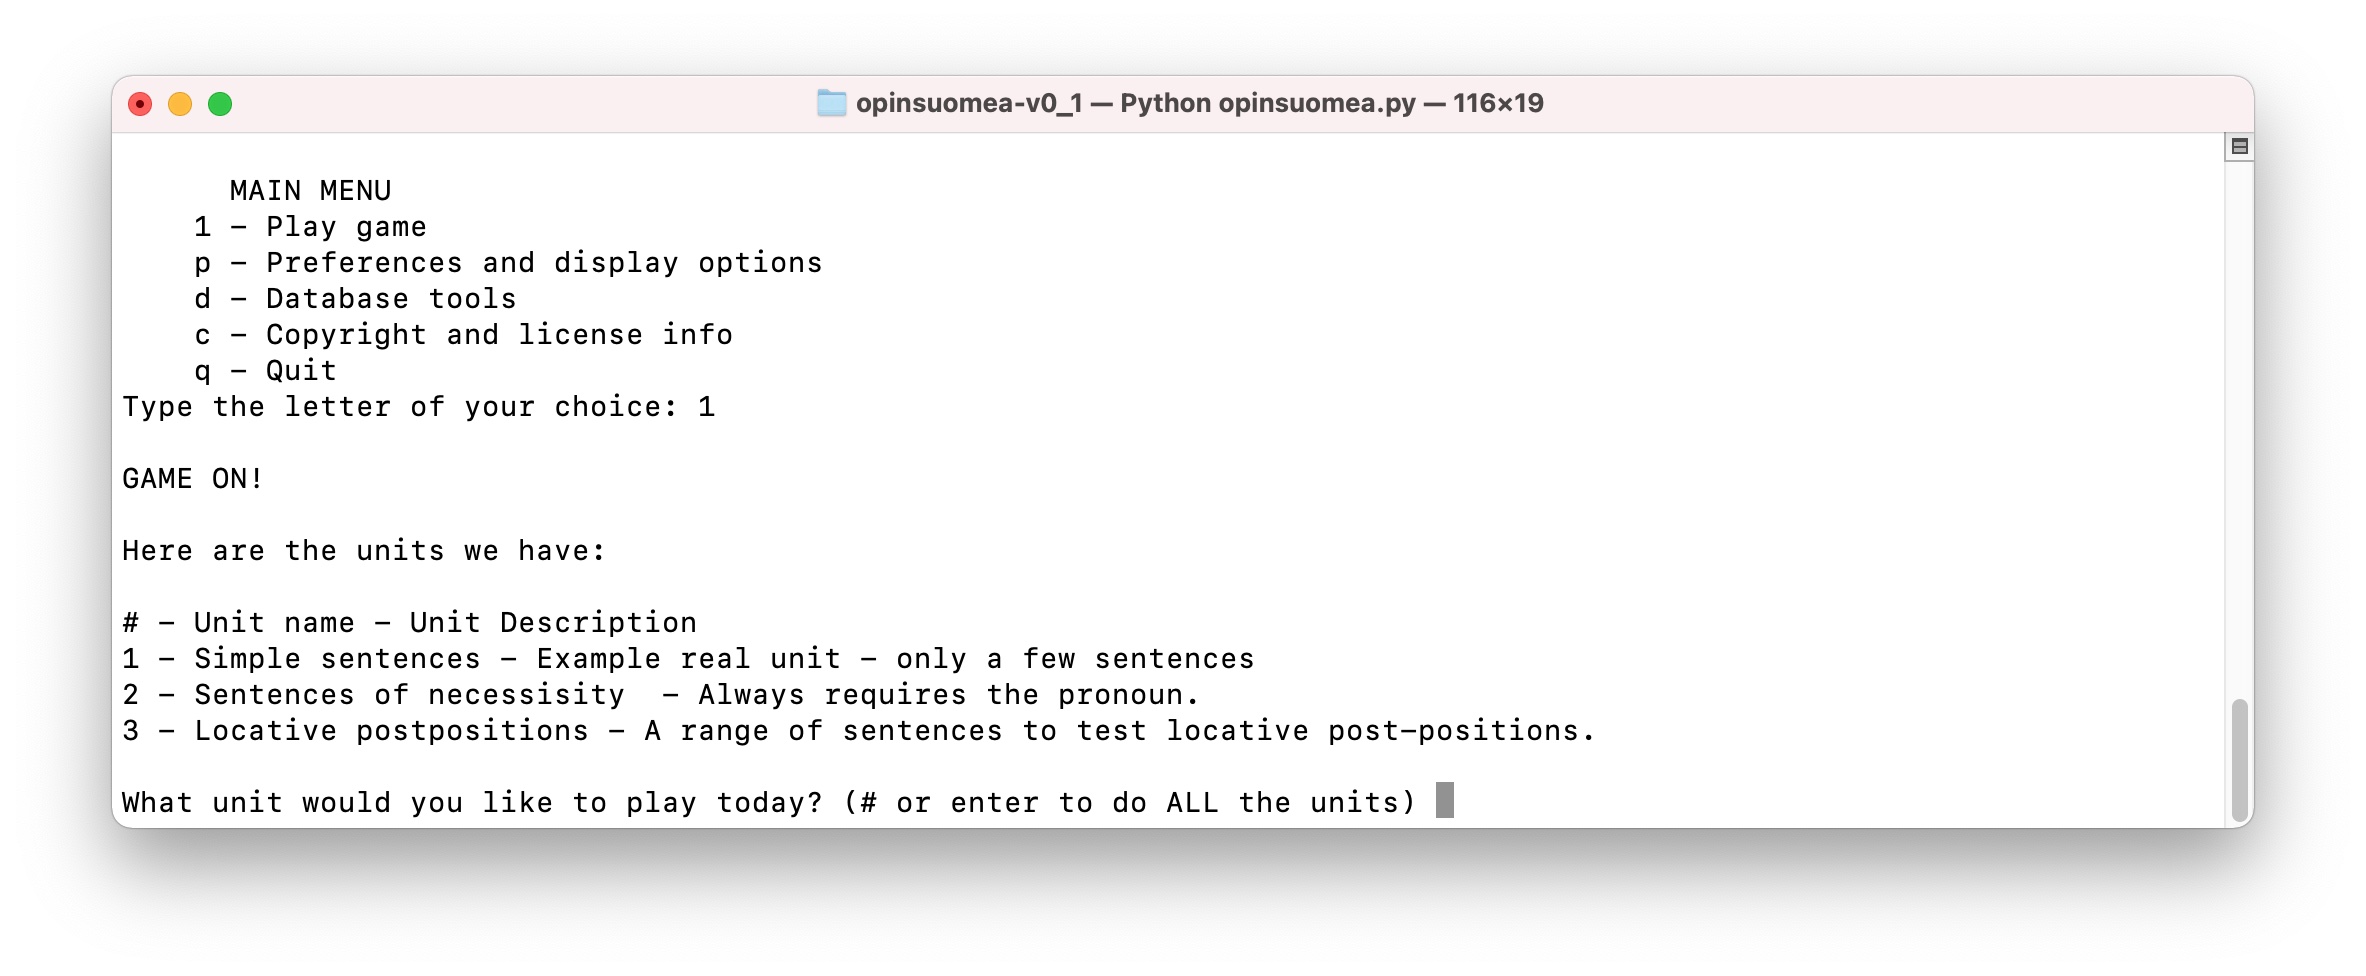 opinsuomea-v0_1 — Python opinsuomea.py — 116×19
MAIN MENU
1 - Play game
p - Preferences and display options
d - Database tools
c - Copyright and license info
q - Quit
Type the letter of your choice: 1
GAME ON!
Here are the units we have:
# - Unit name - Unit Description
1 - Simple sentences - Example real unit - only a few sentences
2 - Sentences of necessisity  - Always requires the pronoun.
3 - Locative postpositions - A range of sentences to test locative post-positions.
What unit would you like to play today? (# or enter to do ALL the units)